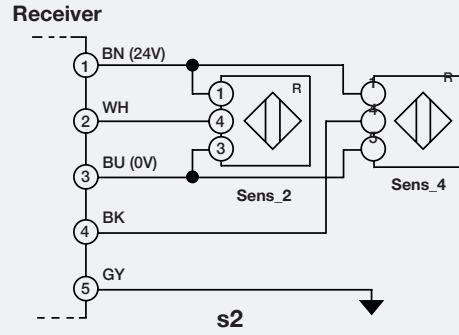 Receiver
1 BN (24V)
2 WH
3 BU (0V)
4 BK
5 GY
1 R
4
3
Sens_2
1 R
4
3
Sens_4
s2